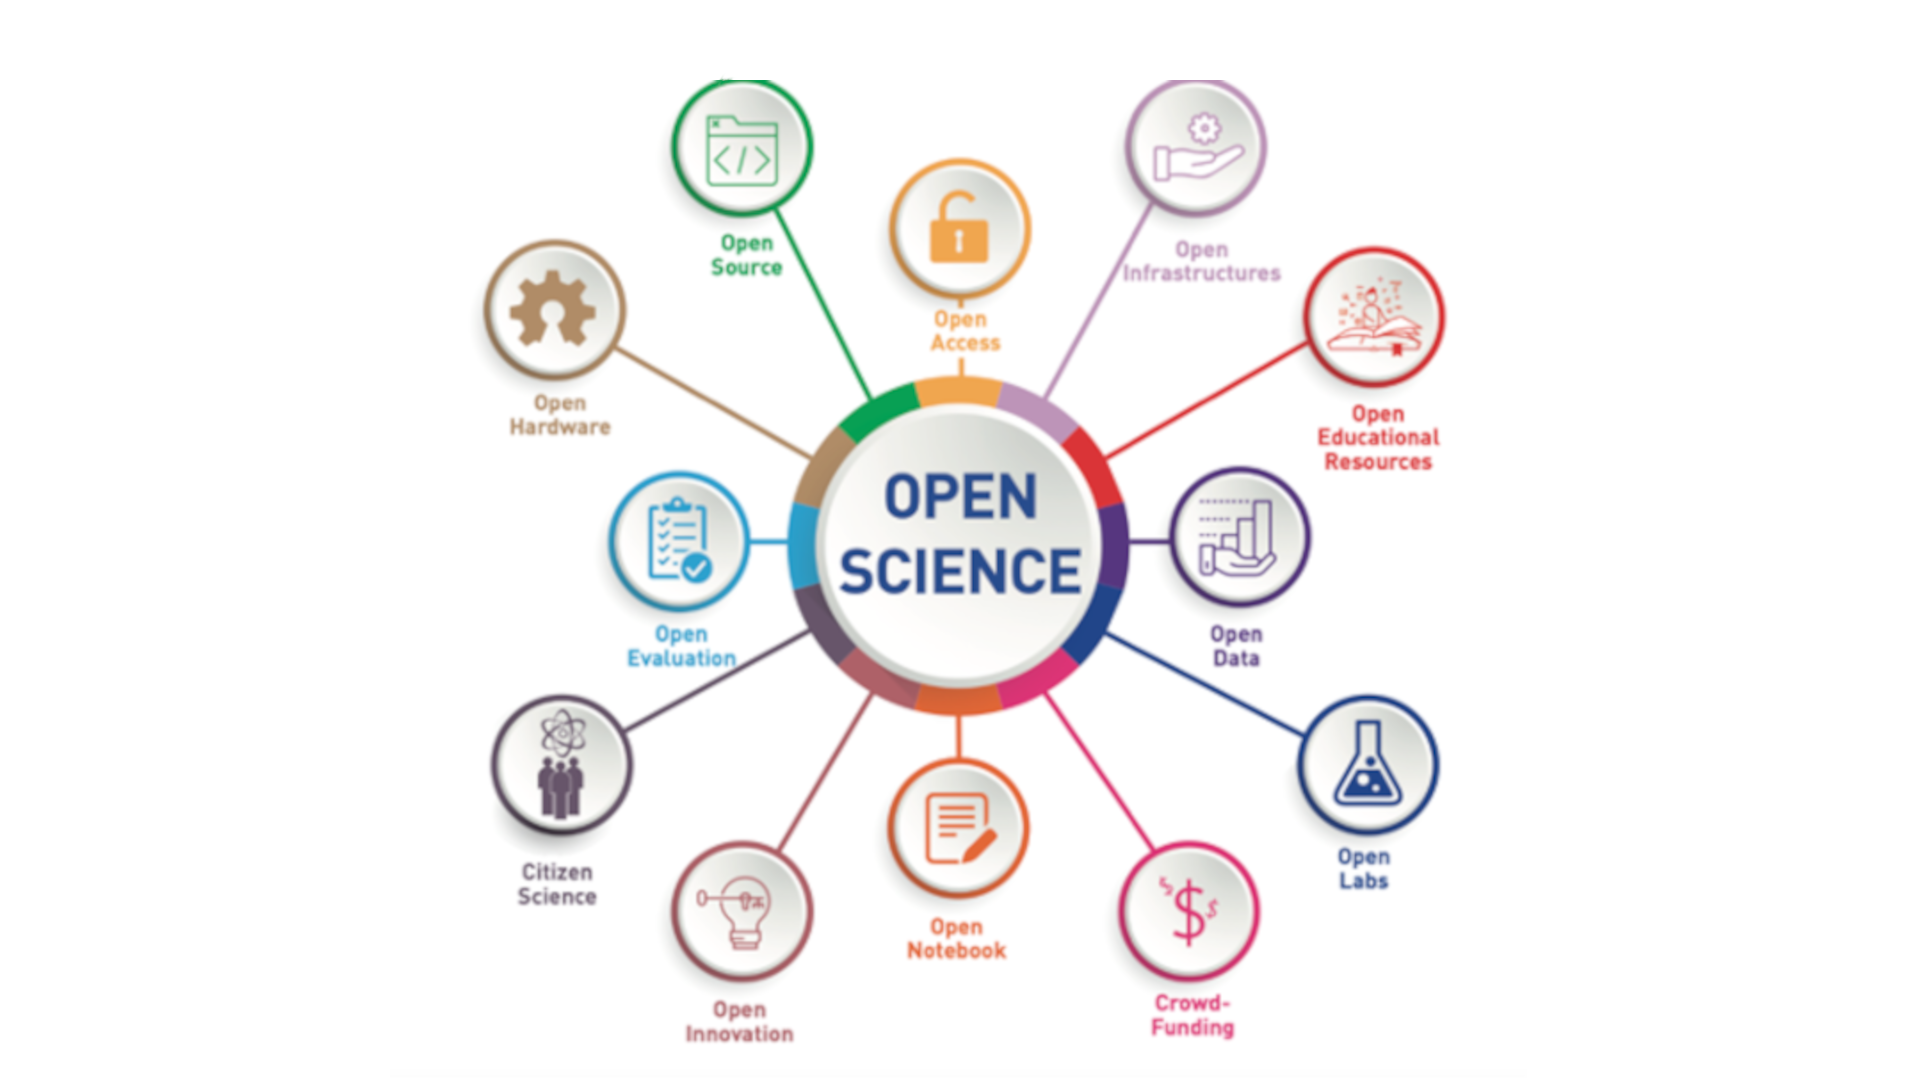 OPEN
SCIENCE
Open
Access
Open
Infrastructures
Open
Educational
Resources
Open
Data
Open
Labs
Crowd-
Funding
Open
Notebook
Open
Innovation
Citizen
Science
Open
Evaluation
Open
Hardware
Open
Source